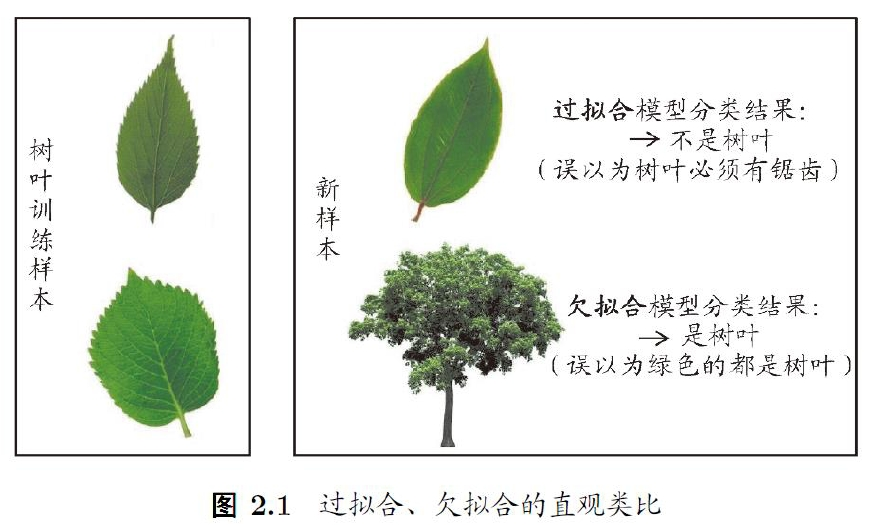 树叶训练样本
新样本
过拟合模型分类结果：
→ 不是树叶
（误以为树叶必须有锯齿）
欠拟合模型分类结果：
→ 是树叶
（误以为绿色的都是树叶）
图 2.1 过拟合、欠拟合的直观类比